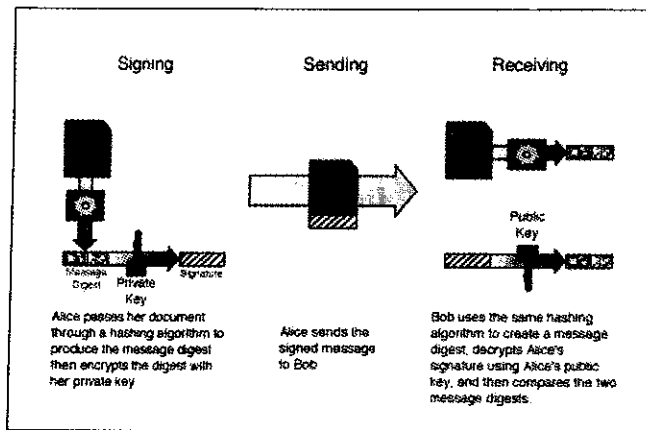 Signing
Sending
Receiving
Public
Key
Message
Digest
Private
Key
Signature
Alice passes her document
through a hashing algorithm to
produce the message digest
then encrypts the digest with
her private key
Alice sends the
signed message
to Bob
Bob uses the same hashing
algorithm to create a message
digest, decrypts Alice's
signature using Alice's public
key, and then compares the two
message digests.